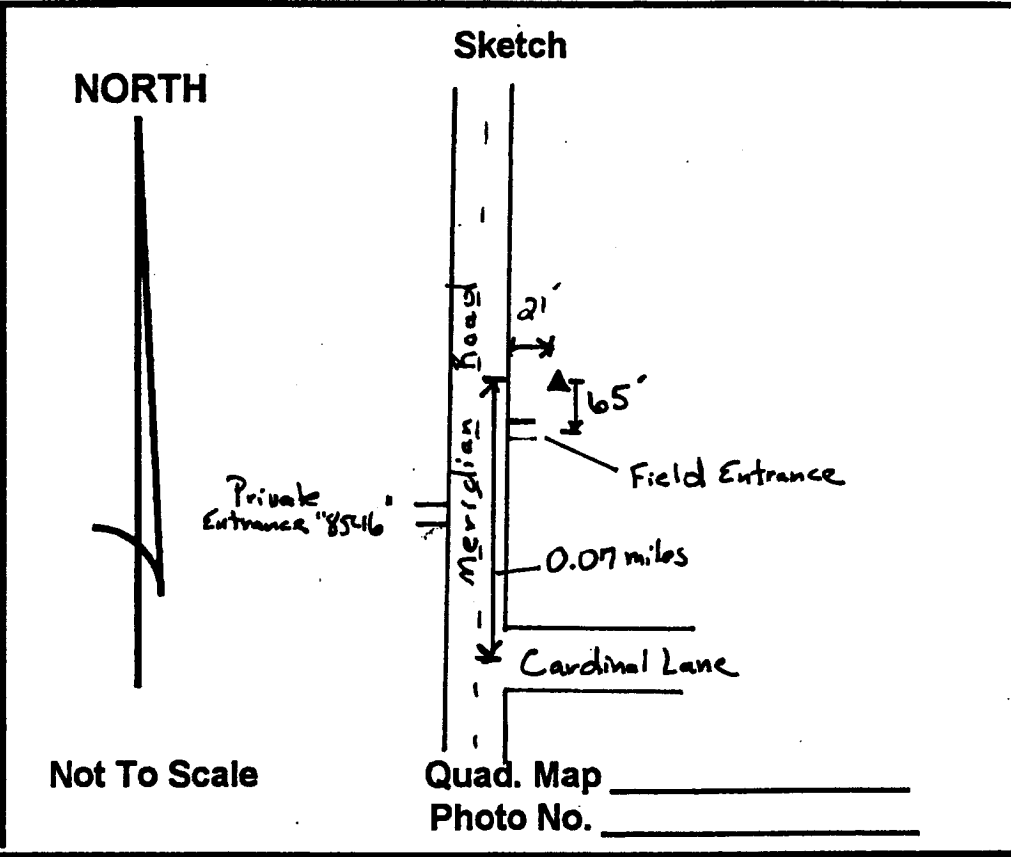 Sketch
NORTH
21'
Meridian Road
65'
Field Entrance
Private
Entrance "8546"
0.07 miles
Cardinal Lane
Not To Scale
Quad. Map
Photo No.